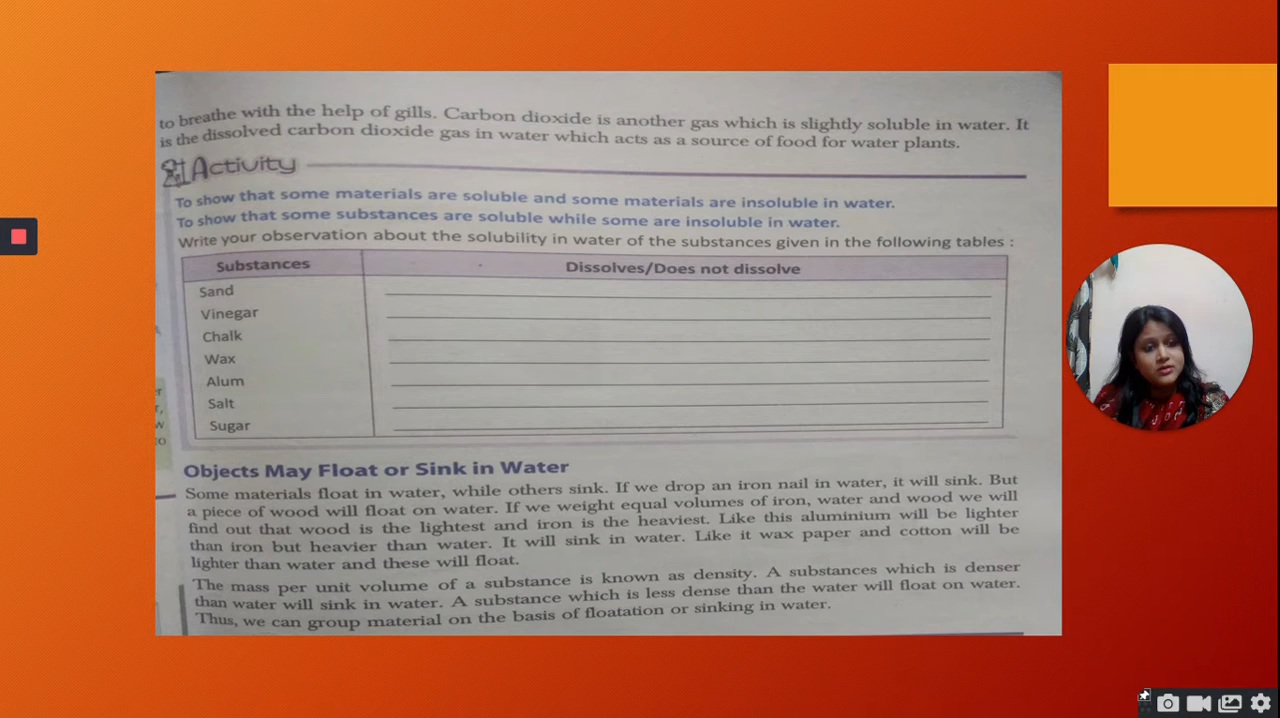 to breathe with the help of gills. Carbon dioxide is another gas which is slightly soluble in water. It
is the dissolved carbon dioxide gas in water which acts as a source of food for water plants.
Activity
To show that some materials are soluble and some materials are insoluble in water.
To show that some substances are soluble while some are insoluble in water.
Write your observation about the solubility in water of the substances given in the following tables :
Substances Dissolves/Does not dissolve
Sand
Vinegar
Chalk
Wax
Alum
Salt
Sugar
Objects May Float or Sink in Water
Some materials float in water, while others sink. If we drop an iron nail in water, it will sink. But
a piece of wood will float on water. If we weight equal volumes of iron, water and wood we will
find out that wood is the lightest and iron is the heaviest. Like this aluminium will be lighter
than iron but heavier than water. It will sink in water. Like it wax paper and cotton will be
lighter than water and these will float.
The mass per unit volume of a substance is known as density. A substances which is denser
than water will sink in water. A substance which is less dense than the water will float on water.
Thus, we can group material on the basis of floatation or sinking in water.